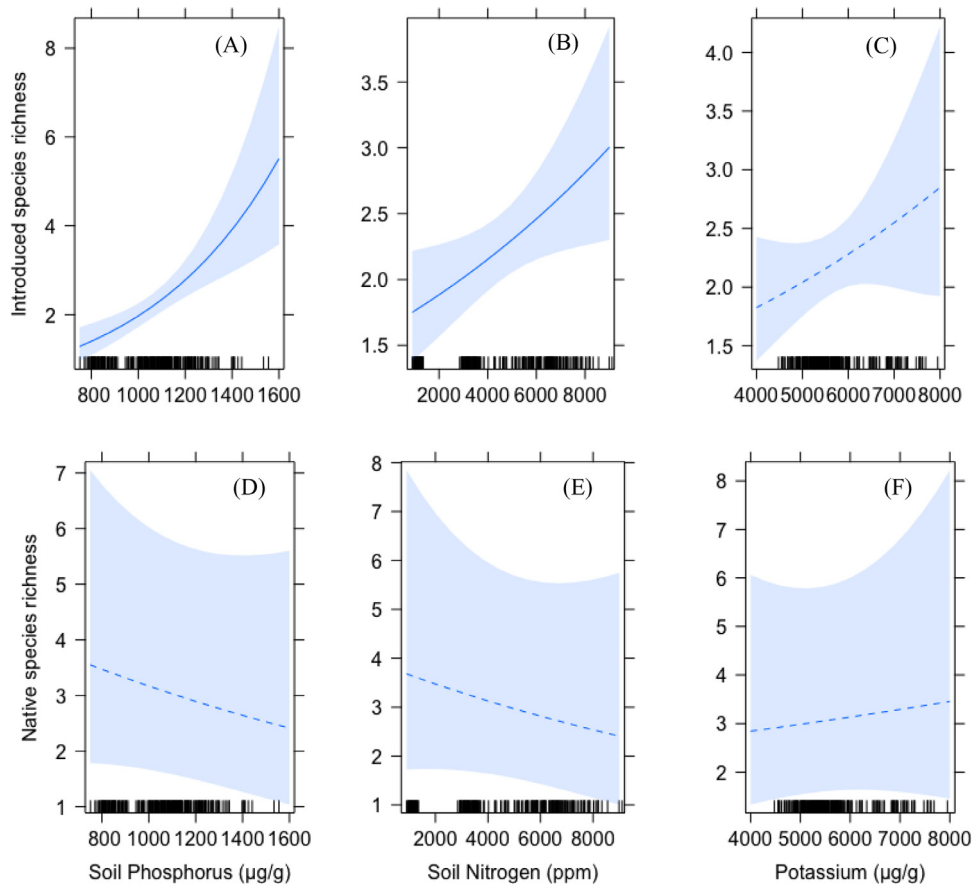 (A)
(B)
(C)
Introduced species richness
8
6
4
2
3.5
3.0
2.5
2.0
1.5
4.0
3.5
3.0
2.5
2.0
1.5
800 1000 1200 1400 1600
2000 4000 6000 8000
4000 5000 6000 7000 8000
(D)
(E)
(F)
Native species richness
7
6
5
4
3
2
1
8
7
6
5
4
3
2
1
8
7
6
5
4
3
2
800 1000 1200 1400 1600
2000 4000 6000 8000
4000 5000 6000 7000 8000
Soil Phosphorus (µg/g)
Soil Nitrogen (ppm)
Potassium (µg/g)